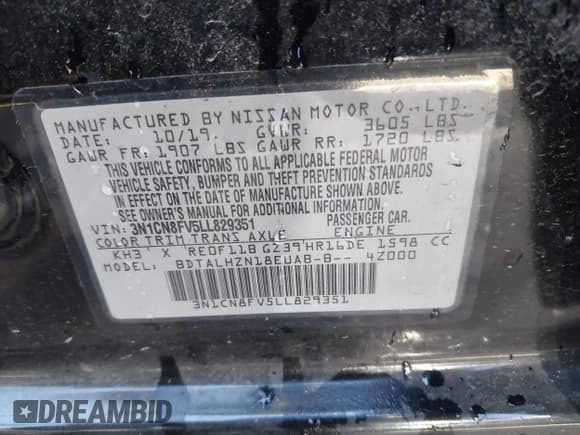 MANUFACTURED BY NISSAN MOTOR CO., LTD.
DATE: 10/19 GVWR: 3605 LBS
GAWR FR: 1907 LBS GAWR RR: 1720 LBS
THIS VEHICLE CONFORMS TO ALL APPLICABLE FEDERAL MOTOR
VEHICLE SAFETY, BUMPER AND THEFT PREVENTION STANDARDS
IN EFFECT ON THE DATE OF MANUFACTURE SHOWN ABOVE.
SEE OWNER'S MANUAL FOR ADDITIONAL INFORMATION.
VIN: 3N1CN8FV5LL829351 PASSENGER CAR
COLOR TRIM TRANS AXLE ENGINE
KH3 X RE0F11B G239 HR16DE 1598 CC
MODEL: BDTALHZN18EUAB-B-- 4Z000
3N1CN8FV5LL829351
DREAMBID